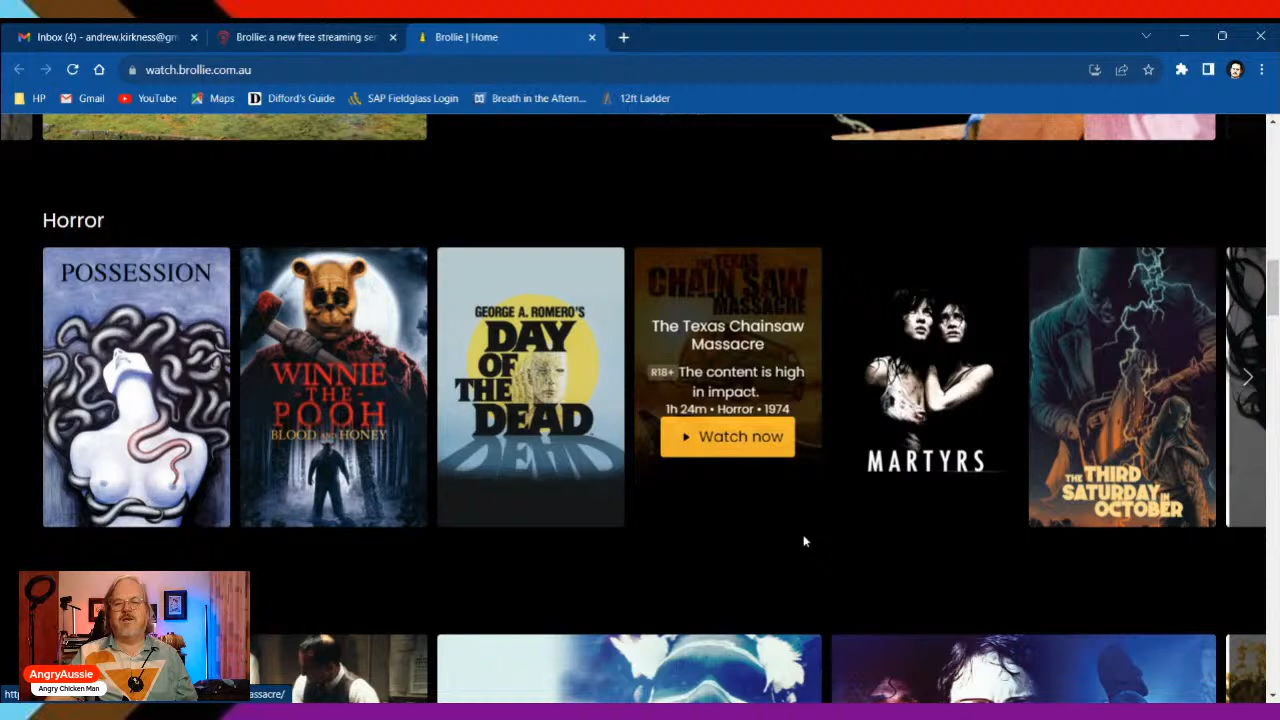 Inbox (4) - andrew.kirkness@gm
Brollie: a new free streaming ser
Brollie | Home
watch.brollie.com.au
HP
Gmail
YouTube
Maps
Difford's Guide
SAP Fieldglass Login
Breath in the Aftern...
12ft Ladder
Horror
POSSESSION
WINNIE
-THE-
POOH
BLOOD AND HONEY
GEORGE A. ROMERO'S
DAY
OF
THE
DEAD
DEAD
THE TEXAS
CHAIN SAW
MASSACRE
The Texas Chainsaw
Massacre
R18+ The content is high
in impact.
1h 24m • Horror • 1974
Watch now
MARTYRS
THE THIRD
SATURDAY IN
OCTOBER
AngryAussie
Angry Chicken Man
htt
assacre/